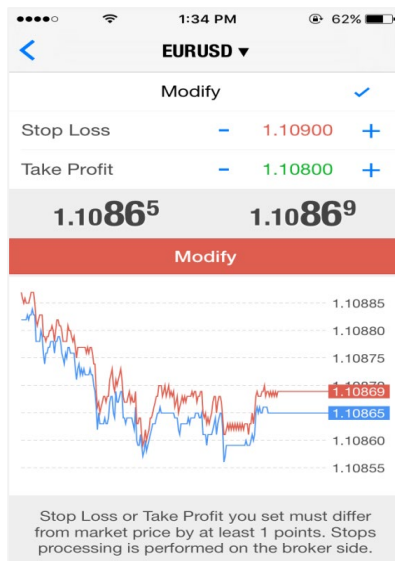 1:34 PM 62%
EURUSD ▼
Modify
Stop Loss - 1.10900 +
Take Profit - 1.10800 +
1.10865 1.10869
Modify
1.10885
1.10880
1.10875
1.10870
1.10869
1.10865
1.10860
1.10855
Stop Loss or Take Profit you set must differ
from market price by at least 1 points. Stops
processing is performed on the broker side.